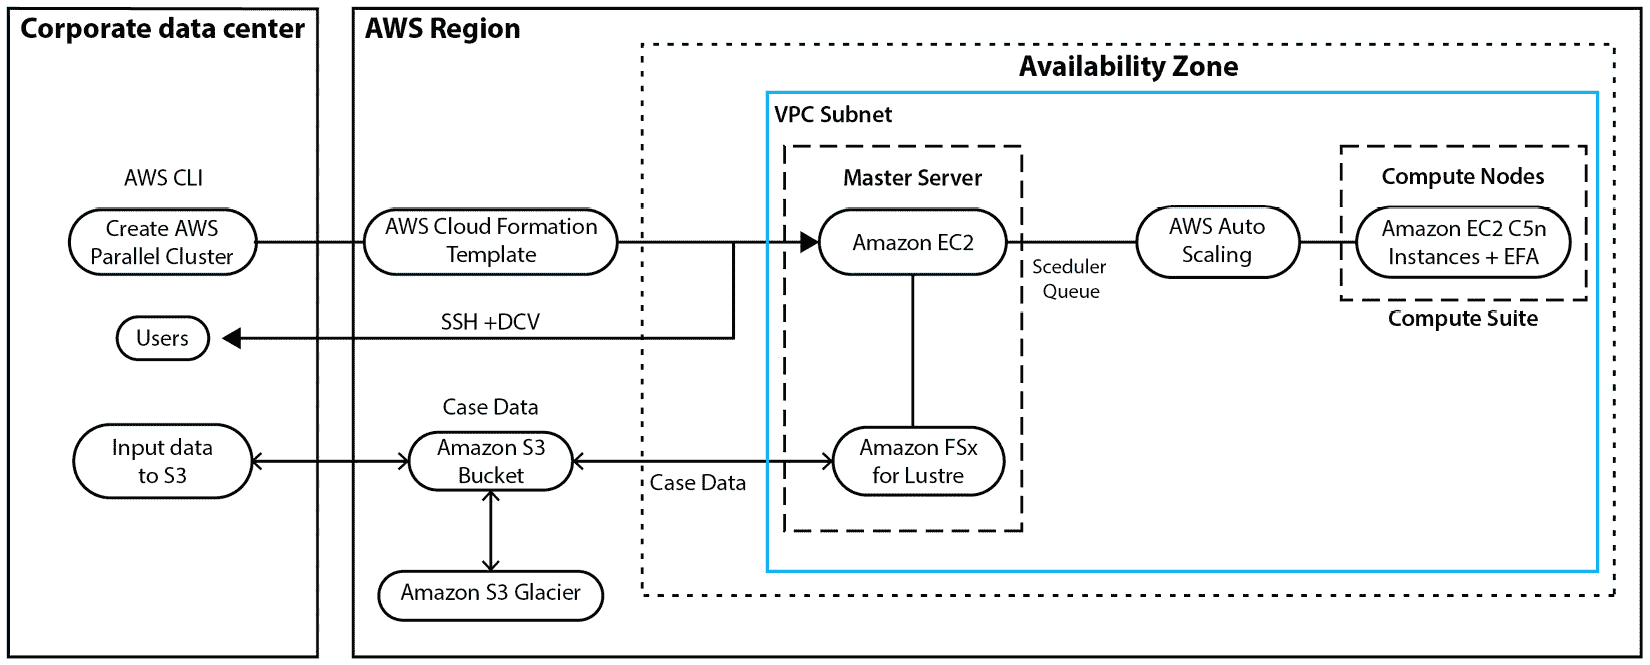 Corporate data center
AWS Region
Availability Zone
VPC Subnet
AWS CLI
Create AWS
Parallel Cluster
AWS Cloud Formation
Template
Master Server
Amazon EC2
Sceduler
Queue
AWS Auto
Scaling
Compute Nodes
Amazon EC2 C5n
Instances + EFA
Compute Suite
Users
SSH +DCV
Input data
to S3
Case Data
Amazon S3
Bucket
Case Data
Amazon FSx
for Lustre
Amazon S3 Glacier